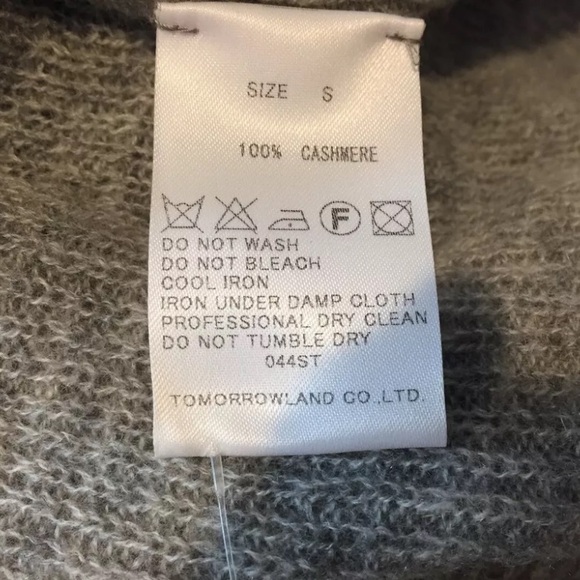 SIZE S
100% CASHMERE
F
DO NOT WASH
DO NOT BLEACH
COOL IRON
IRON UNDER DAMP CLOTH
PROFESSIONAL DRY CLEAN
DO NOT TUMBLE DRY
044ST
TOMORROWLAND CO.,LTD.